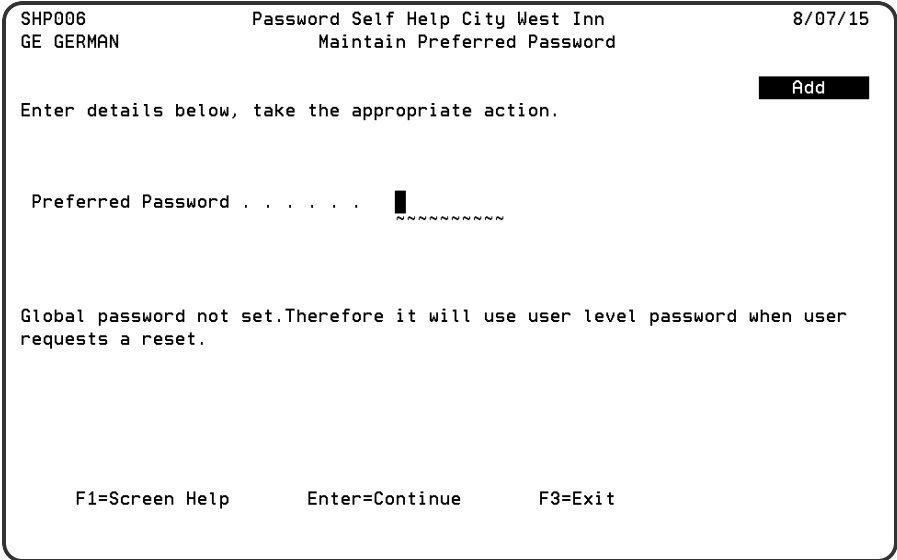 SHP006 Password Self Help City West Inn 8/07/15
GE GERMAN Maintain Preferred Password
Add
Enter details below, take the appropriate action.
Preferred Password . . . . . .
~~~~~~~~~~
Global password not set.Therefore it will use user level password when user
requests a reset.
F1=Screen Help Enter=Continue F3=Exit